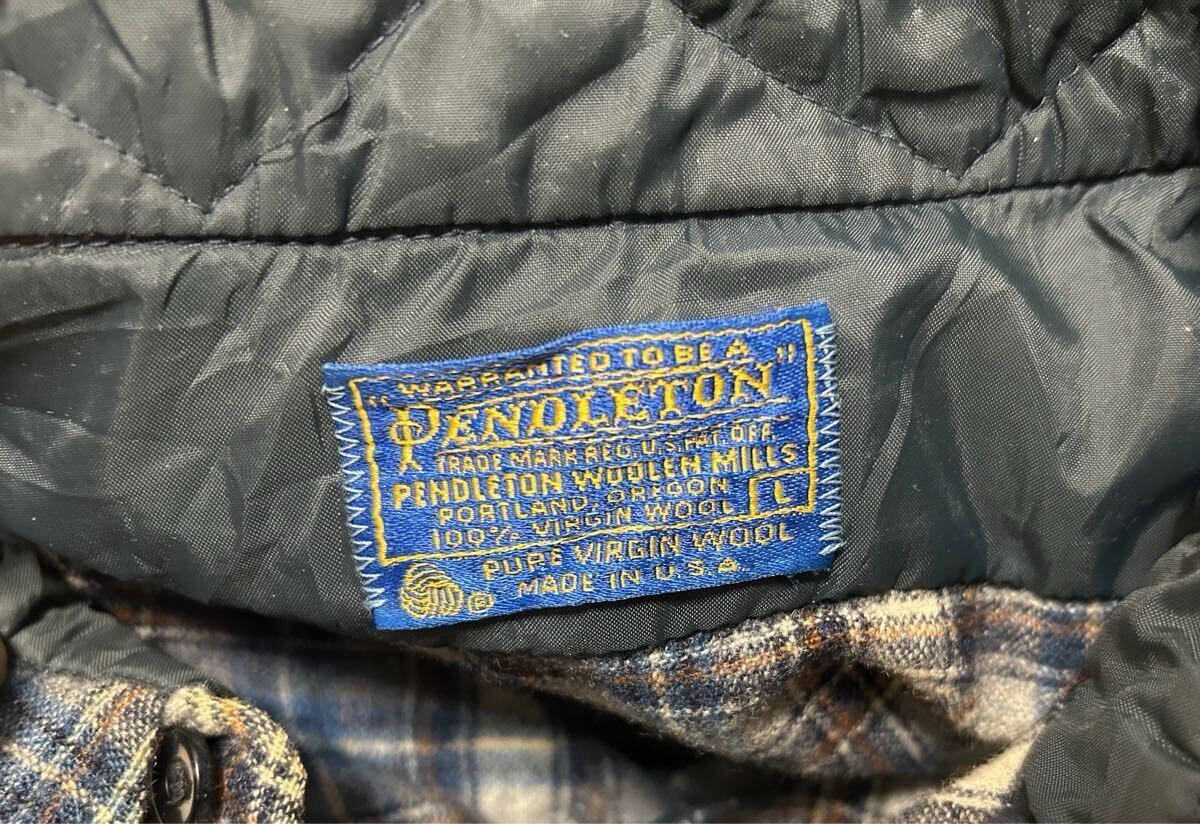 "WARRANTED TO BE A"
PENDLETON
TRADE MARK REG. U.S. PAT. OFF.
PENDLETON WOOLEN MILLS
PORTLAND, OREGON
100% VIRGIN WOOL
L
PURE VIRGIN WOOL
® MADE IN U.S.A.